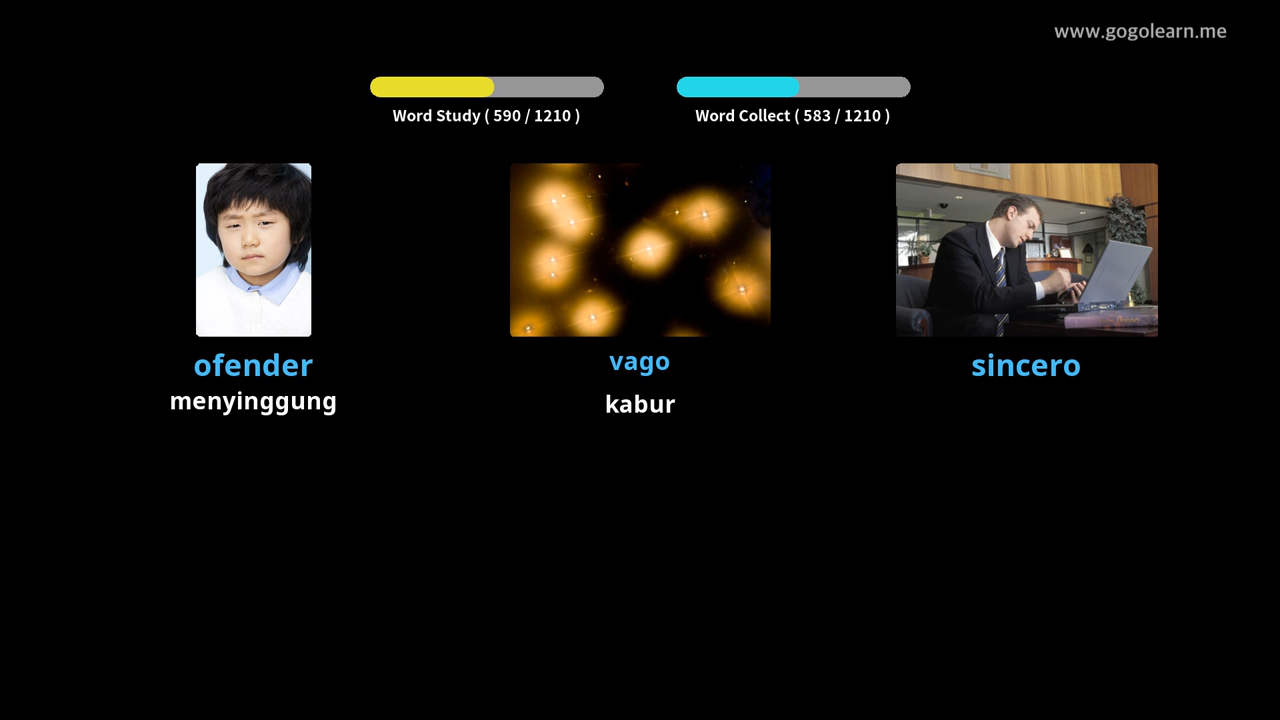 www.gogolearn.me
Word Study ( 590 / 1210 )
Word Collect ( 583 / 1210 )
ofender
menyinggung
vago
kabur
sincero